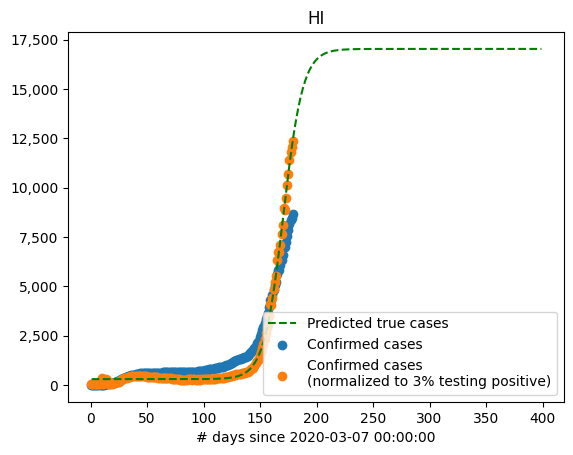 HI
17,500
15,000
12,500
10,000
7,500
5,000
2,500
0
Predicted true cases
Confirmed cases
Confirmed cases
(normalized to 3% testing positive)
0 50 100 150 200 250 300 350 400
# days since 2020-03-07 00:00:00